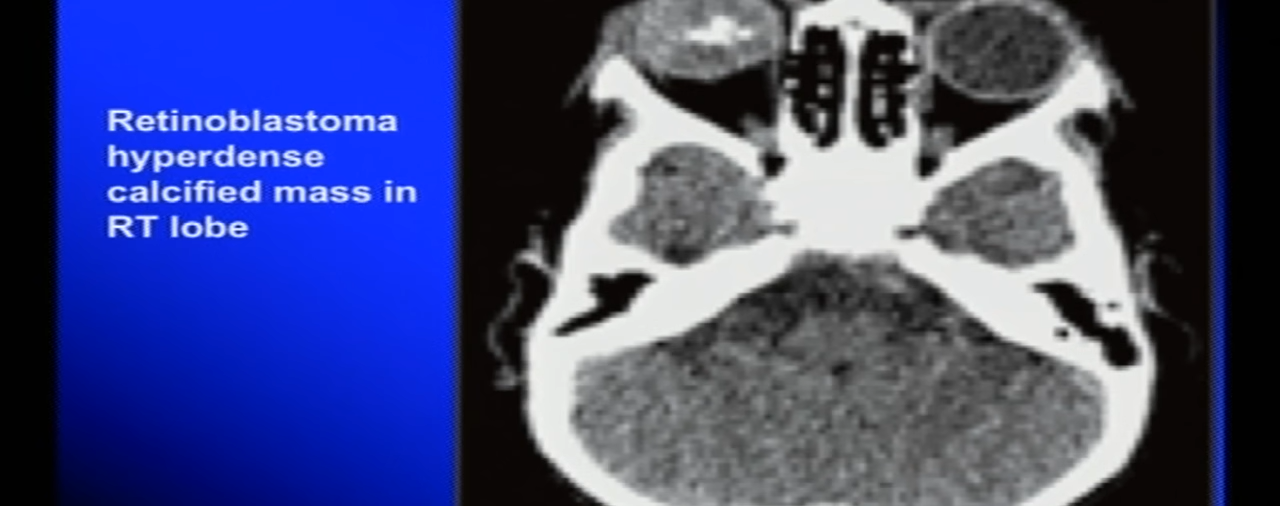 Retinoblastoma
hyperdense
calcified mass in
RT lobe